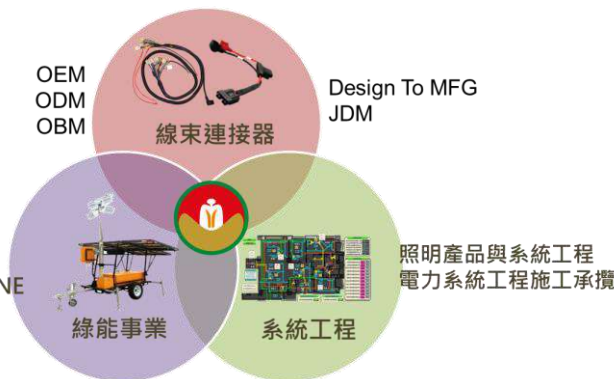 OEM
ODM
OBM
Design To MFG
JDM
線束連接器
NE
綠能事業
系統工程
照明產品與系統工程
電力系統工程施工承攬